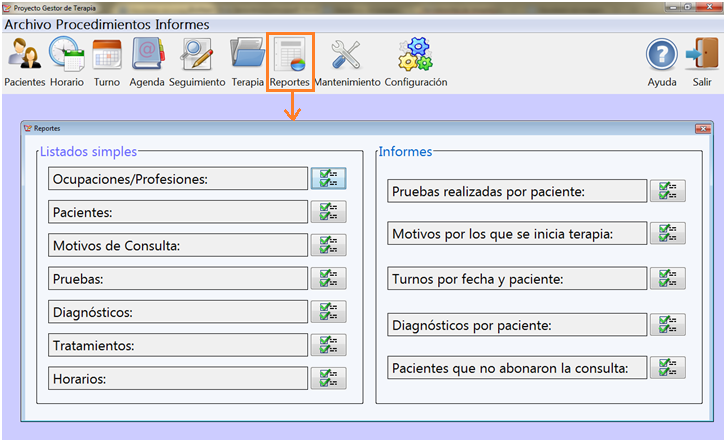 Proyecto Gestor de Terapia
Archivo Procedimientos Informes
Pacientes Horario Turno Agenda Seguimiento Terapia Reportes Mantenimiento Configuración Ayuda Salir
Reportes
Listados simples
Ocupaciones/Profesiones:
Pacientes:
Motivos de Consulta:
Pruebas:
Diagnósticos:
Tratamientos:
Horarios:
Informes
Pruebas realizadas por paciente:
Motivos por los que se inicia terapia:
Turnos por fecha y paciente:
Diagnósticos por paciente:
Pacientes que no abonaron la consulta: